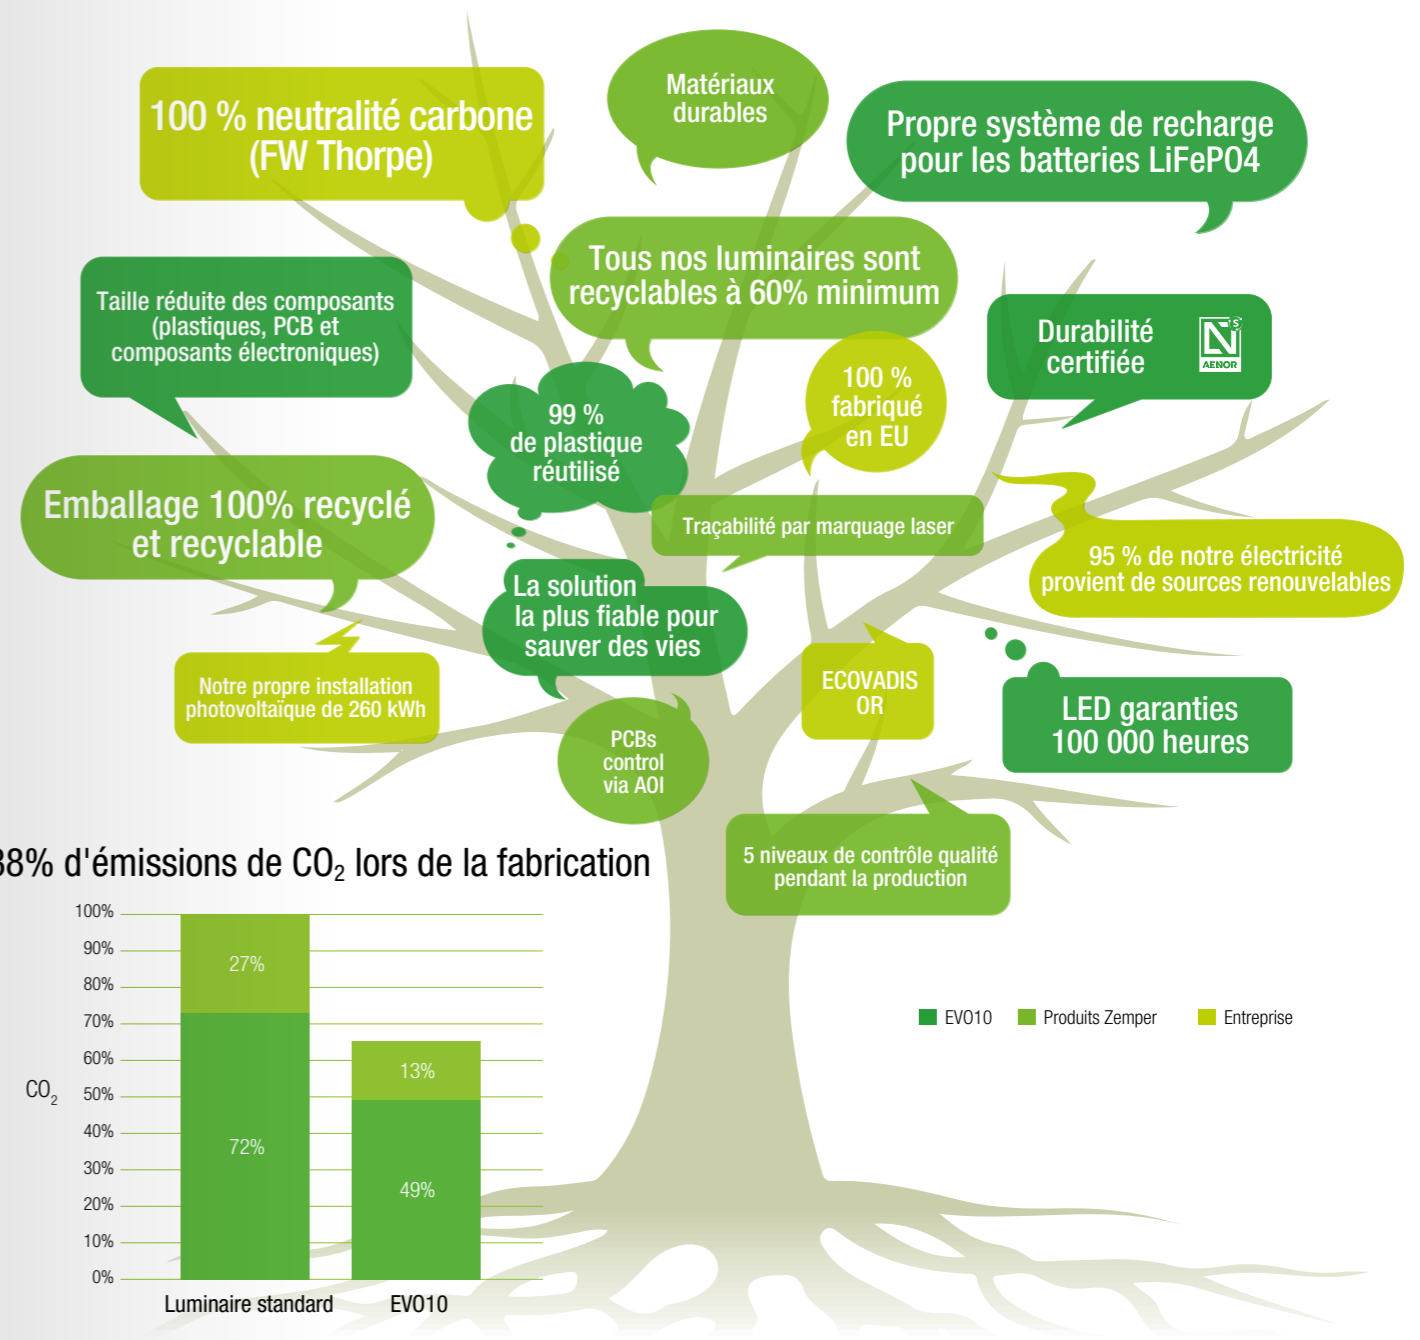 Matériaux
durables
100 % neutralité carbone
(FW Thorpe)
Propre système de recharge
pour les batteries LiFePO4
Tous nos luminaires sont
recyclables à 60% minimum
Taille réduite des composants
(plastiques, PCB et
composants électroniques)
Durabilité
certifiée
AENOR
100 %
fabriqué
en EU
99 %
de plastique
réutilisé
Emballage 100% recyclé
et recyclable
Traçabilité par marquage laser
95 % de notre électricité
provient de sources renouvelables
La solution
la plus fiable pour
sauver des vies
Notre propre installation
photovoltaïque de 260 kWh
ECOVADIS
OR
LED garanties
100 000 heures
PCBs
control
via AOI
5 niveaux de contrôle qualité
pendant la production
38% d'émissions de CO₂ lors de la fabrication
100%
90%
80%
70%
60%
50%
40%
30%
20%
10%
0%
CO₂
27%
72%
13%
49%
Luminaire standard
EVO10
EVO10
Produits Zemper
Entreprise